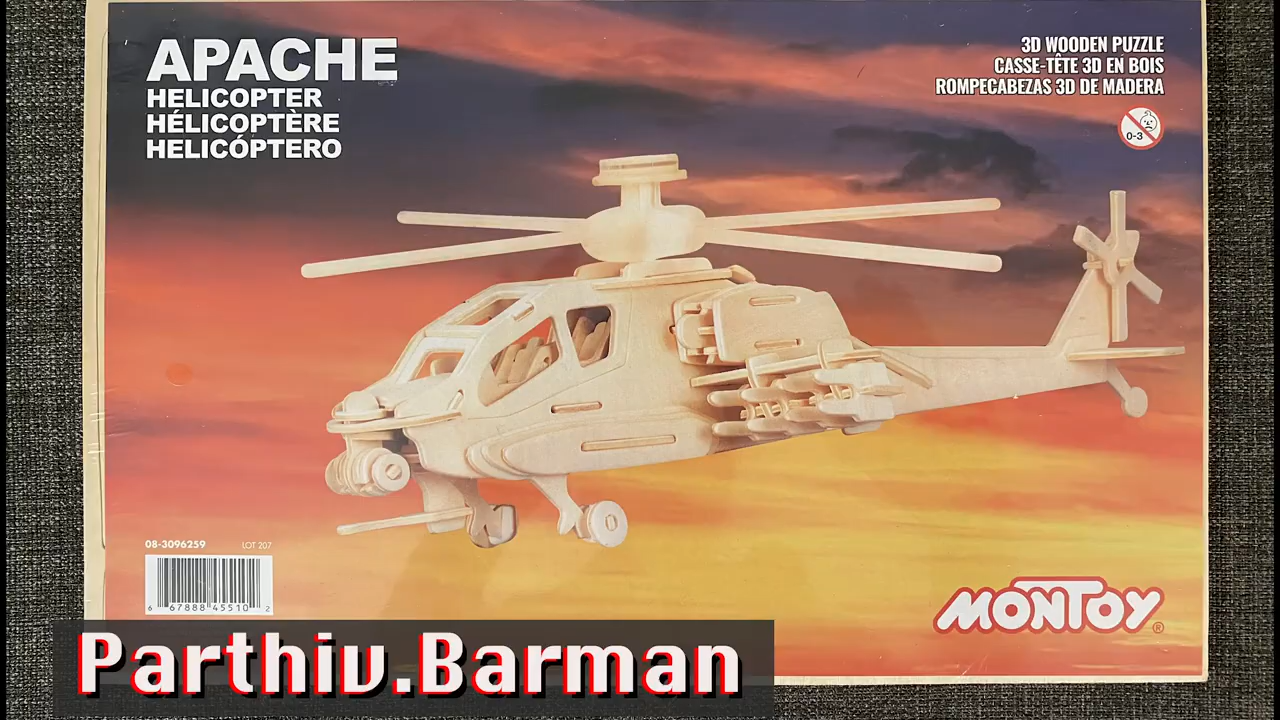 APACHE
HELICOPTER
HÉLICOPTÈRE
HELICÓPTERO
3D WOODEN PUZZLE
CASSE-TÊTE 3D EN BOIS
ROMPECABEZAS 3D DE MADERA
0-3
08-3096259 LOT 207
6 67888 45510 2
MONTOY®
Parthiv.Barman